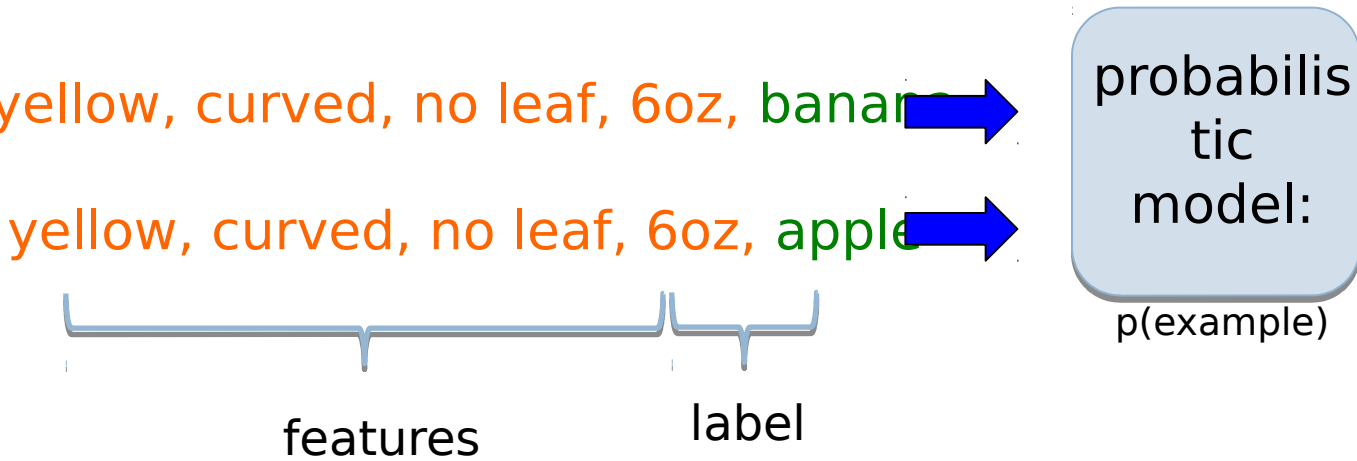 yellow, curved, no leaf, 6oz, banana
yellow, curved, no leaf, 6oz, apple
features
label
probabilis
tic
model:
p(example)